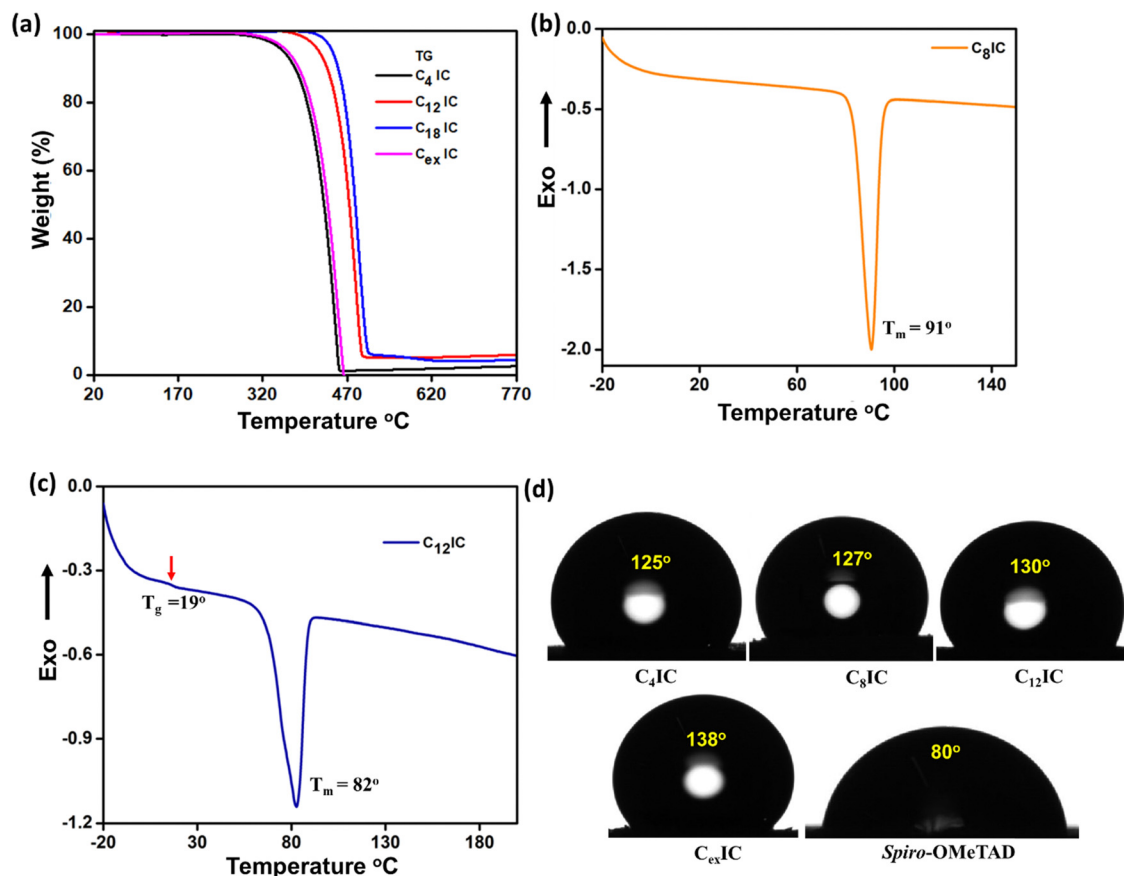 (a)
100
80
60
40
20
0
Weight (%)
TG
C₄ IC
C₁₂ IC
C₁₈ IC
Cₑₓ IC
20 170 320 470 620 770
Temperature °C
(b)
0.0
-0.5
-1.0
-1.5
-2.0
Exo
C₈IC
Tₘ = 91°
-20 20 60 100 140
Temperature °C
(c)
0.0
-0.3
-0.6
-0.9
-1.2
Exo
C₁₂IC
T_g =19°
Tₘ = 82°
-20 30 80 130 180
Temperature °C
(d)
125° 127° 130°
C₄IC C₈IC C₁₂IC
138° 80°
CₑₓIC Spiro-OMeTAD